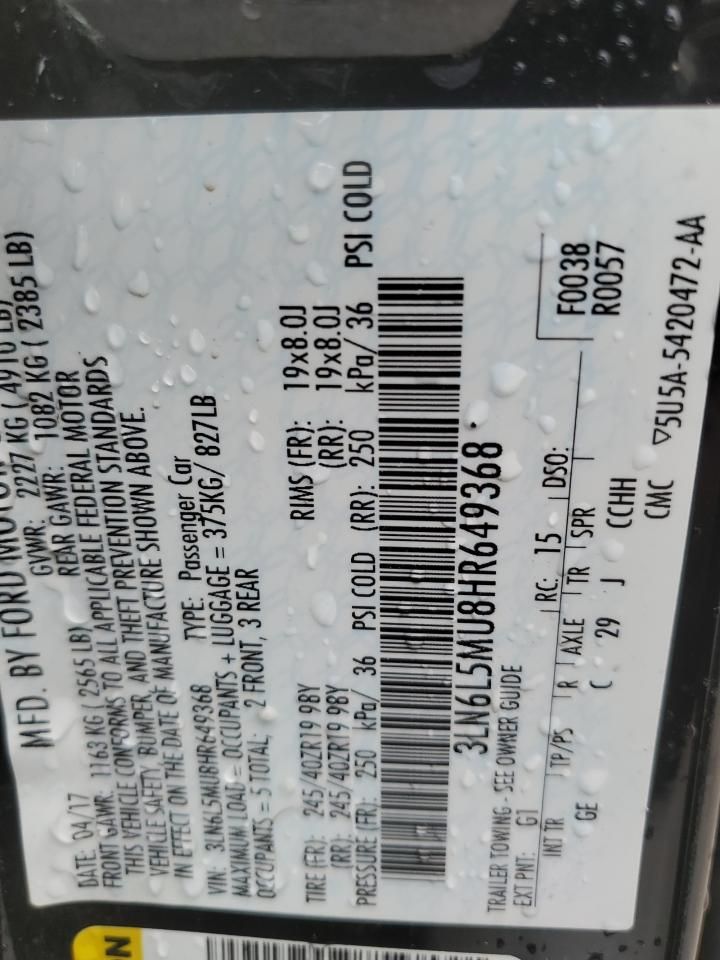 MFD. BY FORD MOTOR
DATE: 04/17 GVWR: 2227 KG ( 4910 LB)
FRONT GAWR: 1163 KG ( 2565 LB) REAR GAWR: 1082 KG ( 2385 LB)
THIS VEHICLE CONFORMS TO ALL APPLICABLE FEDERAL MOTOR
VEHICLE SAFETY, BUMPER, AND THEFT PREVENTION STANDARDS
IN EFFECT ON THE DATE OF MANUFACTURE SHOWN ABOVE.
VIN: 3LN6L5MU8HR649368 TYPE: Passenger Car
MAXIMUM LOAD = OCCUPANTS + LUGGAGE = 375KG/ 827LB
OCCUPANTS = 5 TOTAL; 2 FRONT, 3 REAR
TIRE (FR): 245/40ZR19 98Y RIMS (FR): 19x8.0J
(RR): 245/40ZR19 98Y (RR): 19x8.0J
PRESSURE (FR): 250 kPa/ 36 PSI COLD (RR): 250 kPa/ 36 PSI COLD
3LN6L5MU8HR649368
TRAILER TOWING - SEE OWNER GUIDE
EXT PNT: G1 RC: 15 DSO: F0038
INT TR TP/PS R AXLE TR SPR R0057
GE C 29 J CCHH
CMC ▽5U5A-5420472-AA
ON